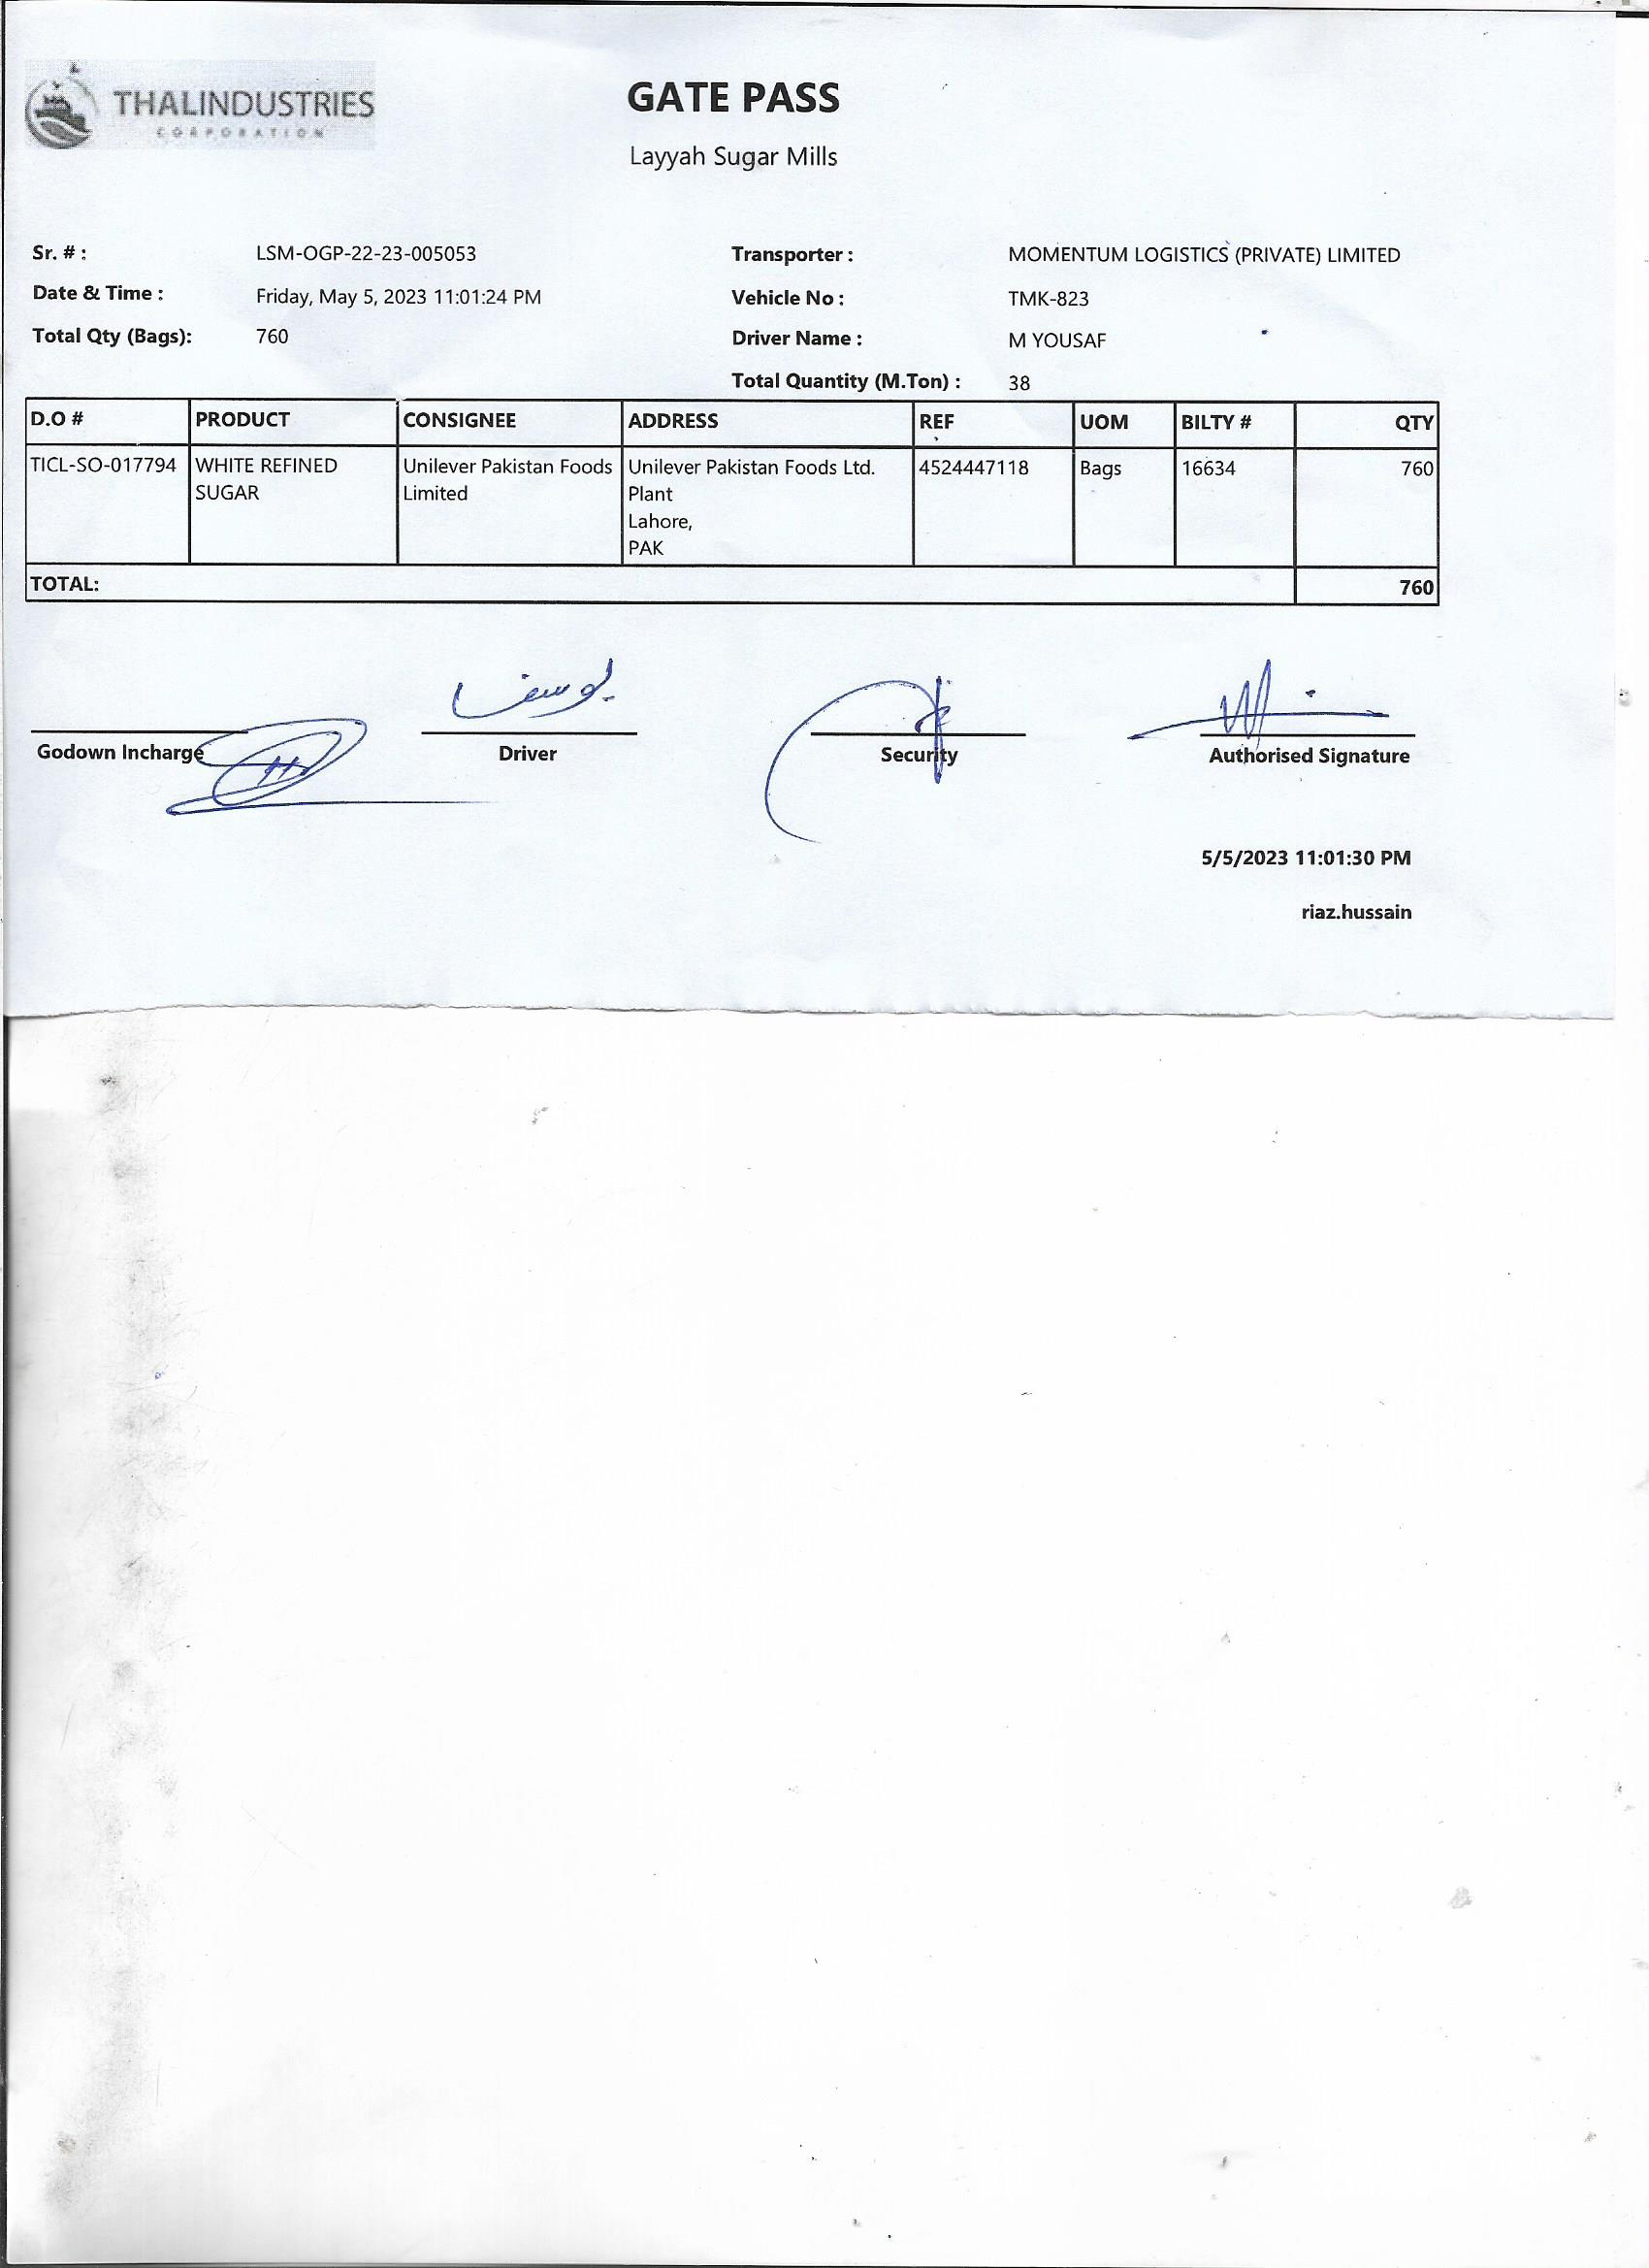 THALINDUSTRIES
CORPORATION
GATE PASS
Layyah Sugar Mills
Sr. # : LSM-OGP-22-23-005053 Transporter : MOMENTUM LOGISTICS (PRIVATE) LIMITED
Date & Time : Friday, May 5, 2023 11:01:24 PM Vehicle No : TMK-823
Total Qty (Bags): 760 Driver Name : M YOUSAF
Total Quantity (M.Ton) : 38
D.O # PRODUCT CONSIGNEE ADDRESS REF UOM BILTY # QTY
TICL-SO-017794 WHITE REFINED Unilever Pakistan Foods Unilever Pakistan Foods Ltd. 4524447118 Bags 16634 760
SUGAR Limited Plant
Lahore,
PAK
TOTAL: 760
یوسف
Godown Incharge Driver Security Authorised Signature
5/5/2023 11:01:30 PM
riaz.hussain